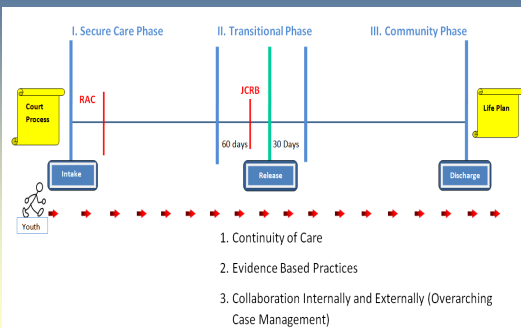 I. Secure Care Phase
II. Transitional Phase
III. Community Phase
RAC
JCRB
Court
Process
Life Plan
60 days
30 Days
Intake
Release
Discharge
Youth
1. Continuity of Care
2. Evidence Based Practices
3. Collaboration Internally and Externally (Overarching
Case Management)